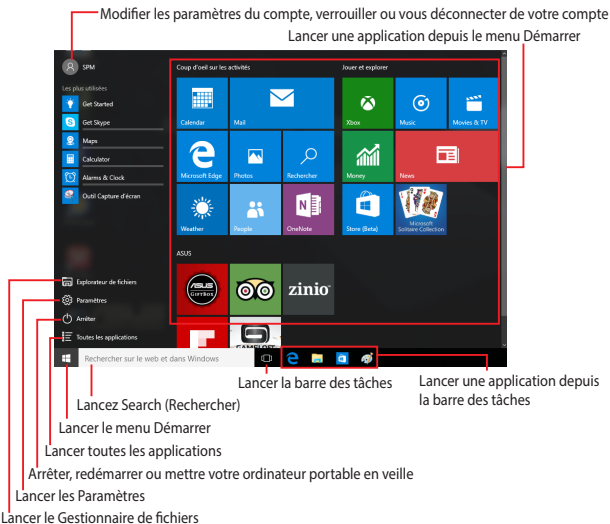 Modifier les paramètres du compte, verrouiller ou vous déconnecter de votre compte
Lancer une application depuis le menu Démarrer
SPM
Les plus utilisées
Get Started
Get Skype
Maps
Calculator
Alarms & Clock
Outil Capture d'écran
Coup d'oeil sur les activités
Jouer et explorer
Calendar
Mail
Xbox
Music
Movies & TV
Microsoft Edge
Photos
Rechercher
Money
News
Weather
People
OneNote
Store (Beta)
Microsoft
Solitaire Collection
ASUS
ASUS
GIFTBOX
zinio
GAMELOFT
Explorateur de fichiers
Paramètres
Arrêter
Toutes les applications
Rechercher sur le web et dans Windows
Lancer la barre des tâches
Lancer une application depuis
la barre des tâches
Lancez Search (Rechercher)
Lancer le menu Démarrer
Lancer toutes les applications
Arrêter, redémarrer ou mettre votre ordinateur portable en veille
Lancer les Paramètres
Lancer le Gestionnaire de fichiers